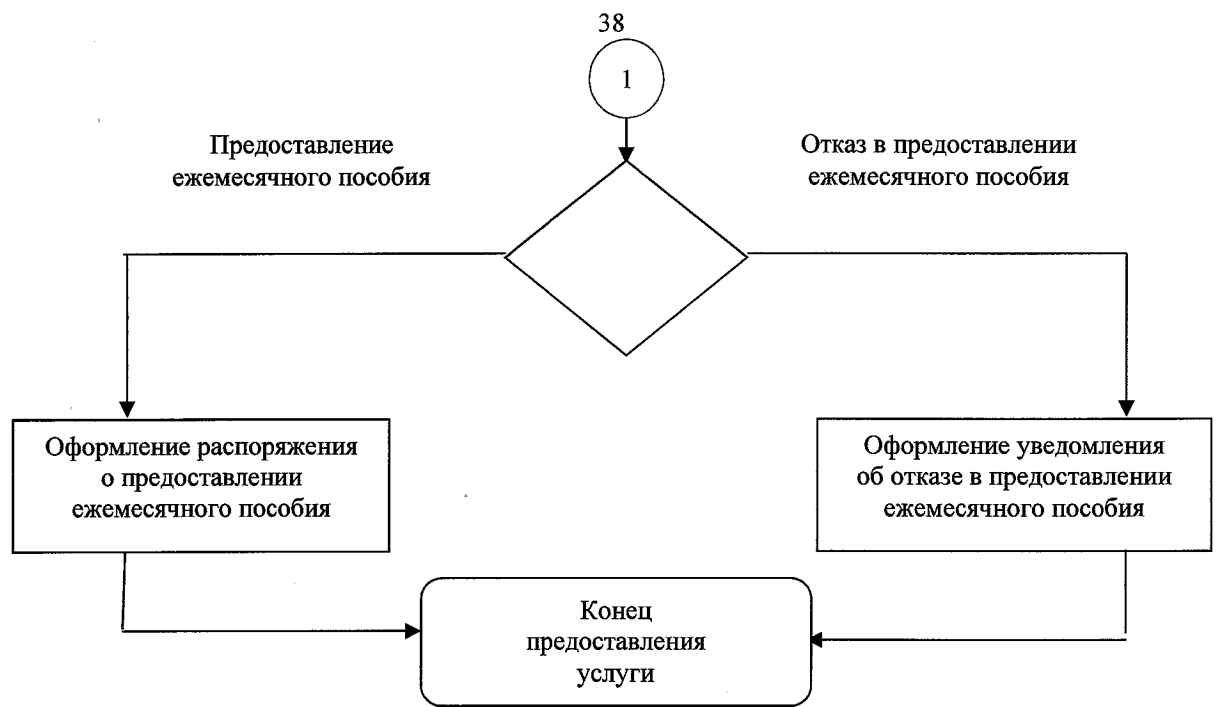 38
1
Предоставление
ежемесячного пособия
Отказ в предоставлении
ежемесячного пособия
Оформление распоряжения
о предоставлении
ежемесячного пособия
Оформление уведомления
об отказе в предоставлении
ежемесячного пособия
Конец
предоставления
услуги